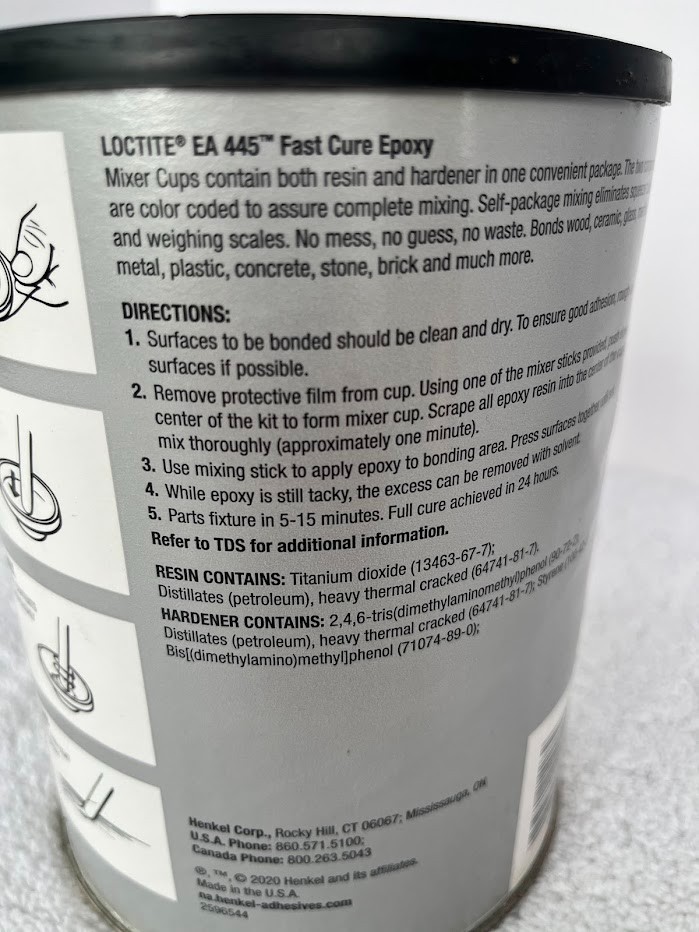 LOCTITE® EA 445™ Fast Cure Epoxy
Mixer Cups contain both resin and hardener in one convenient package. The two
are color coded to assure complete mixing. Self-package mixing eliminates
and weighing scales. No mess, no guess, no waste. Bonds wood, ceramic, glass,
metal, plastic, concrete, stone, brick and much more.
DIRECTIONS:
1. Surfaces to be bonded should be clean and dry. To ensure good adhesion,
surfaces if possible.
2. Remove protective film from cup. Using one of the mixer sticks provided,
center of the kit to form mixer cup. Scrape all epoxy resin into the center of the
mix thoroughly (approximately one minute).
3. Use mixing stick to apply epoxy to bonding area. Press surfaces together
4. While epoxy is still tacky, the excess can be removed with solvent.
5. Parts fixture in 5-15 minutes. Full cure achieved in 24 hours.
Refer to TDS for additional information.
RESIN CONTAINS: Titanium dioxide (13463-67-7);
Distillates (petroleum), heavy thermal cracked (64741-81-7).
HARDENER CONTAINS: 2,4,6-tris(dimethylaminomethyl)phenol (90-72-2);
Distillates (petroleum), heavy thermal cracked (64741-81-7); Styrene
Bis[(dimethylamino)methyl]phenol (71074-89-0);
Henkel Corp., Rocky Hill, CT 06067; Mississauga, ON
U.S.A. Phone: 860.571.5100;
Canada Phone: 800.263.5043
®, ™, © 2020 Henkel and its affiliates.
Made in the U.S.A.
na.henkel-adhesives.com
2596544